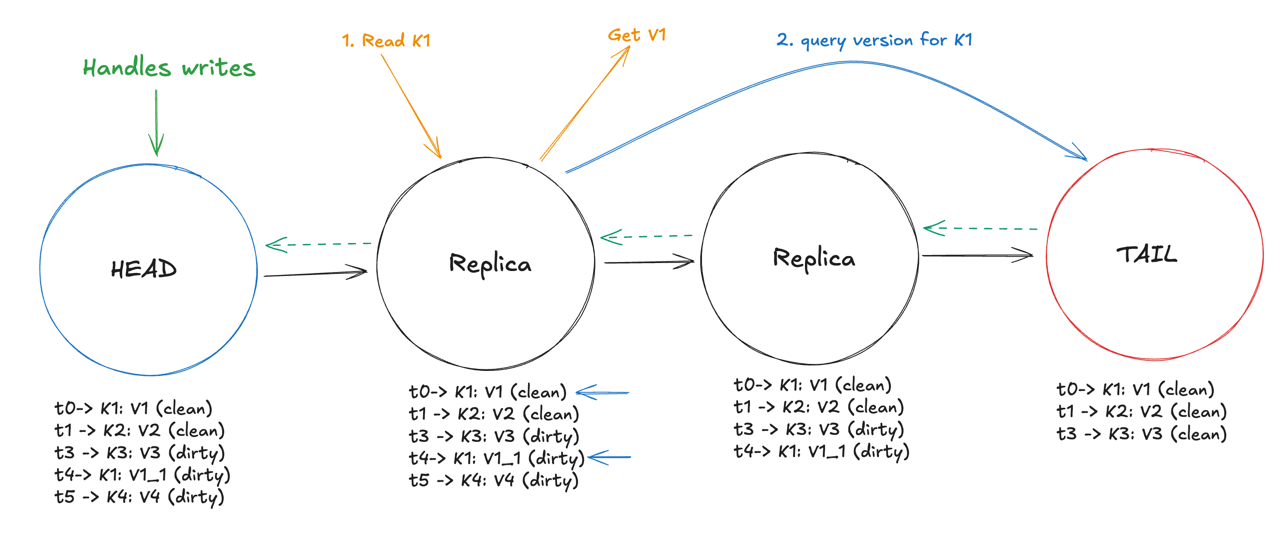 1. Read K1
Get V1
2. query version for K1
Handles writes
HEAD
Replica
Replica
TAIL
t0-> K1: V1 (clean)
t1 -> K2: V2 (clean)
t3 -> K3: V3 (dirty)
t4-> K1: V1_1 (dirty)
t5 -> K4: V4 (dirty)
t0-> K1: V1 (clean)
t1 -> K2: V2 (clean)
t3 -> K3: V3 (dirty)
t4-> K1: V1_1 (dirty)
t5 -> K4: V4 (dirty)
t0-> K1: V1 (clean)
t1 -> K2: V2 (clean)
t3 -> K3: V3 (dirty)
t4-> K1: V1_1 (dirty)
t0-> K1: V1 (clean)
t1 -> K2: V2 (clean)
t3 -> K3: V3 (clean)